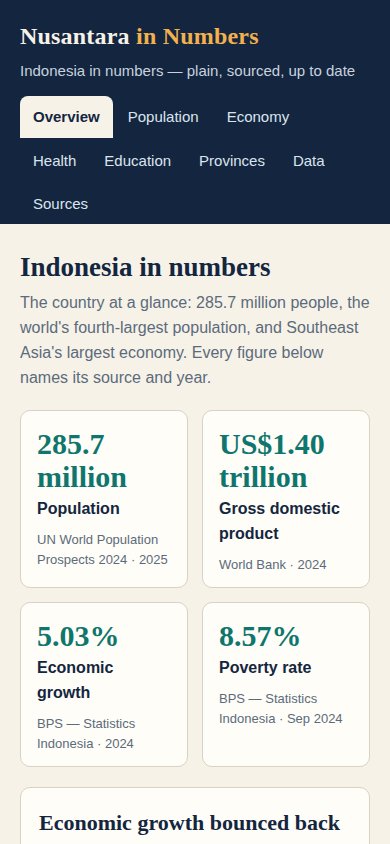 Nusantara in Numbers
Indonesia in numbers — plain, sourced, up to date
Overview Population Economy
Health Education Provinces Data
Sources
Indonesia in numbers
The country at a glance: 285.7 million people, the
world's fourth-largest population, and Southeast
Asia's largest economy. Every figure below
names its source and year.
285.7
million
Population
UN World Population
Prospects 2024 · 2025
US$1.40
trillion
Gross domestic
product
World Bank · 2024
5.03%
Economic
growth
BPS — Statistics
Indonesia · 2024
8.57%
Poverty rate
BPS — Statistics
Indonesia · Sep 2024
Economic growth bounced back